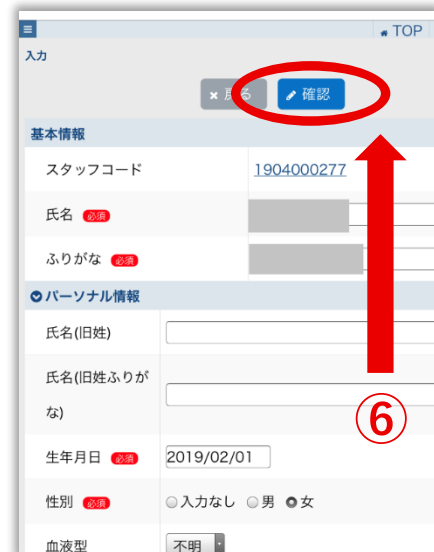 TOP
入力
× 戻る 確認
基本情報
スタッフコード 1904000277
氏名 必須
ふりがな 必須
パーソナル情報
氏名(旧姓)
氏名(旧姓ふりが
な)
⑥
生年月日 必須 2019/02/01
性別 必須 入力なし 男 女
血液型 不明